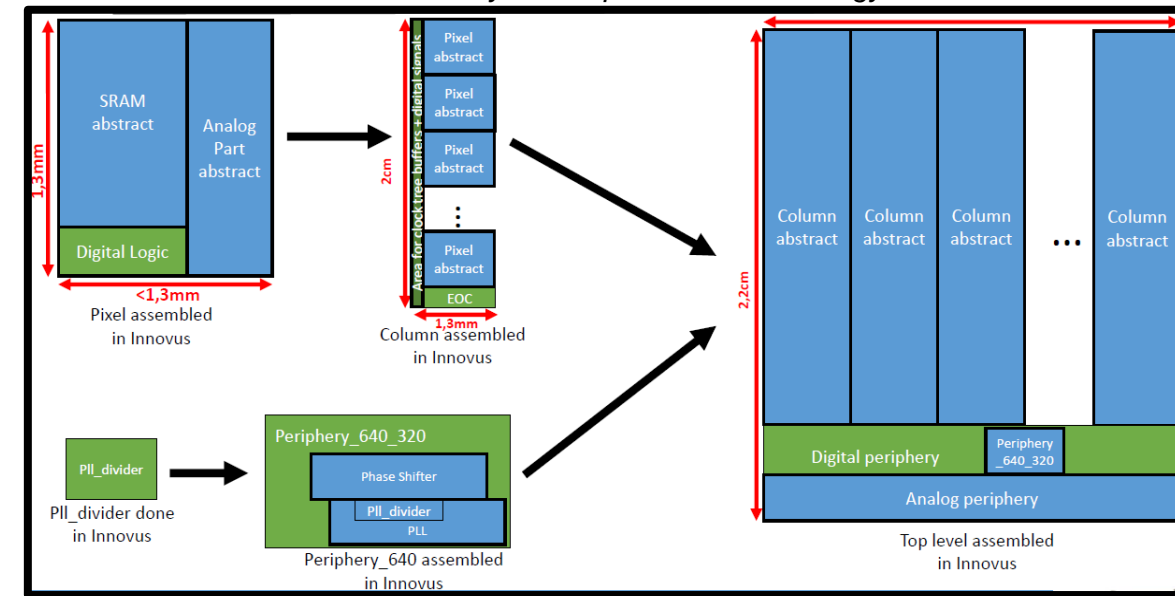 SRAM
abstract
Analog
Part
abstract
Digital Logic
1,3mm
<1,3mm
Pixel assembled
in Innovus
Area for clock tree buffers + digital signals
2cm
Pixel
abstract
Pixel
abstract
Pixel
abstract
...
Pixel
abstract
EOC
1,3mm
Column assembled
in Innovus
Pll_divider
Pll_divider done
in Innovus
Periphery_640_320
Phase Shifter
Pll_divider
PLL
Periphery_640 assembled
in Innovus
2,2cm
Column
abstract
Column
abstract
Column
abstract
...
Column
abstract
Digital periphery
Periphery
_640_320
Analog periphery
Top level assembled
in Innovus